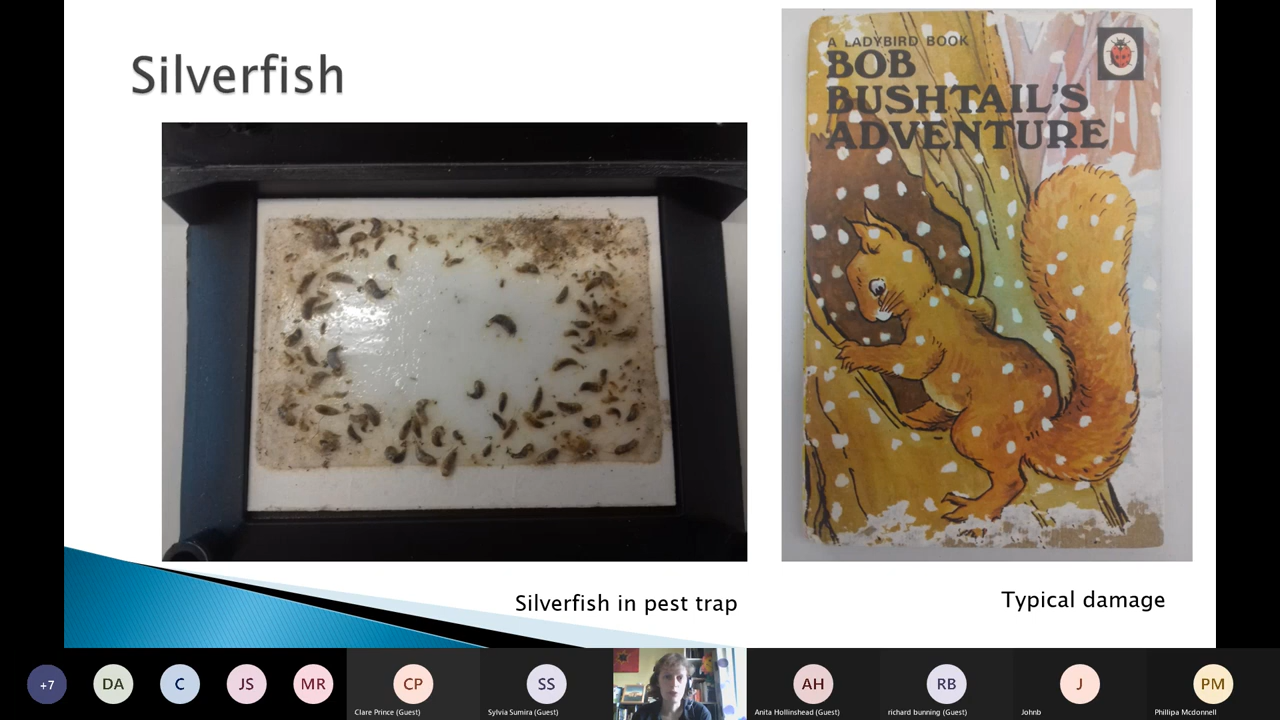 Silverfish
A LADYBIRD BOOK
BOB
BUSHTAIL'S
ADVENTURE
Silverfish in pest trap
Typical damage
+7
DA
C
JS
MR
CP
Clare Prince (Guest)
SS
Sylvia Sumira (Guest)
AH
Anita Hollinshead (Guest)
RB
richard bunning (Guest)
J
Johnb
PM
Phillipa Mcdonnell